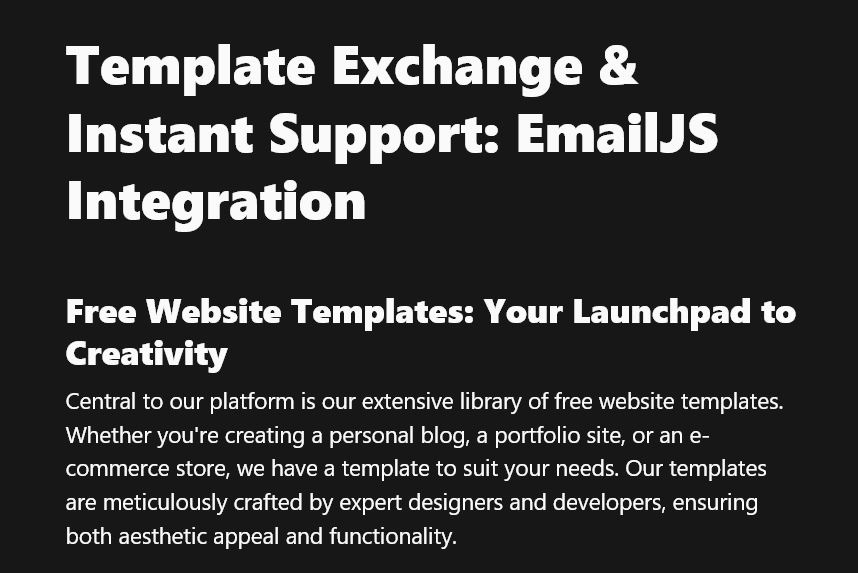 Template Exchange &
Instant Support: EmailJS
Integration
Free Website Templates: Your Launchpad to
Creativity
Central to our platform is our extensive library of free website templates.
Whether you're creating a personal blog, a portfolio site, or an e-
commerce store, we have a template to suit your needs. Our templates
are meticulously crafted by expert designers and developers, ensuring
both aesthetic appeal and functionality.